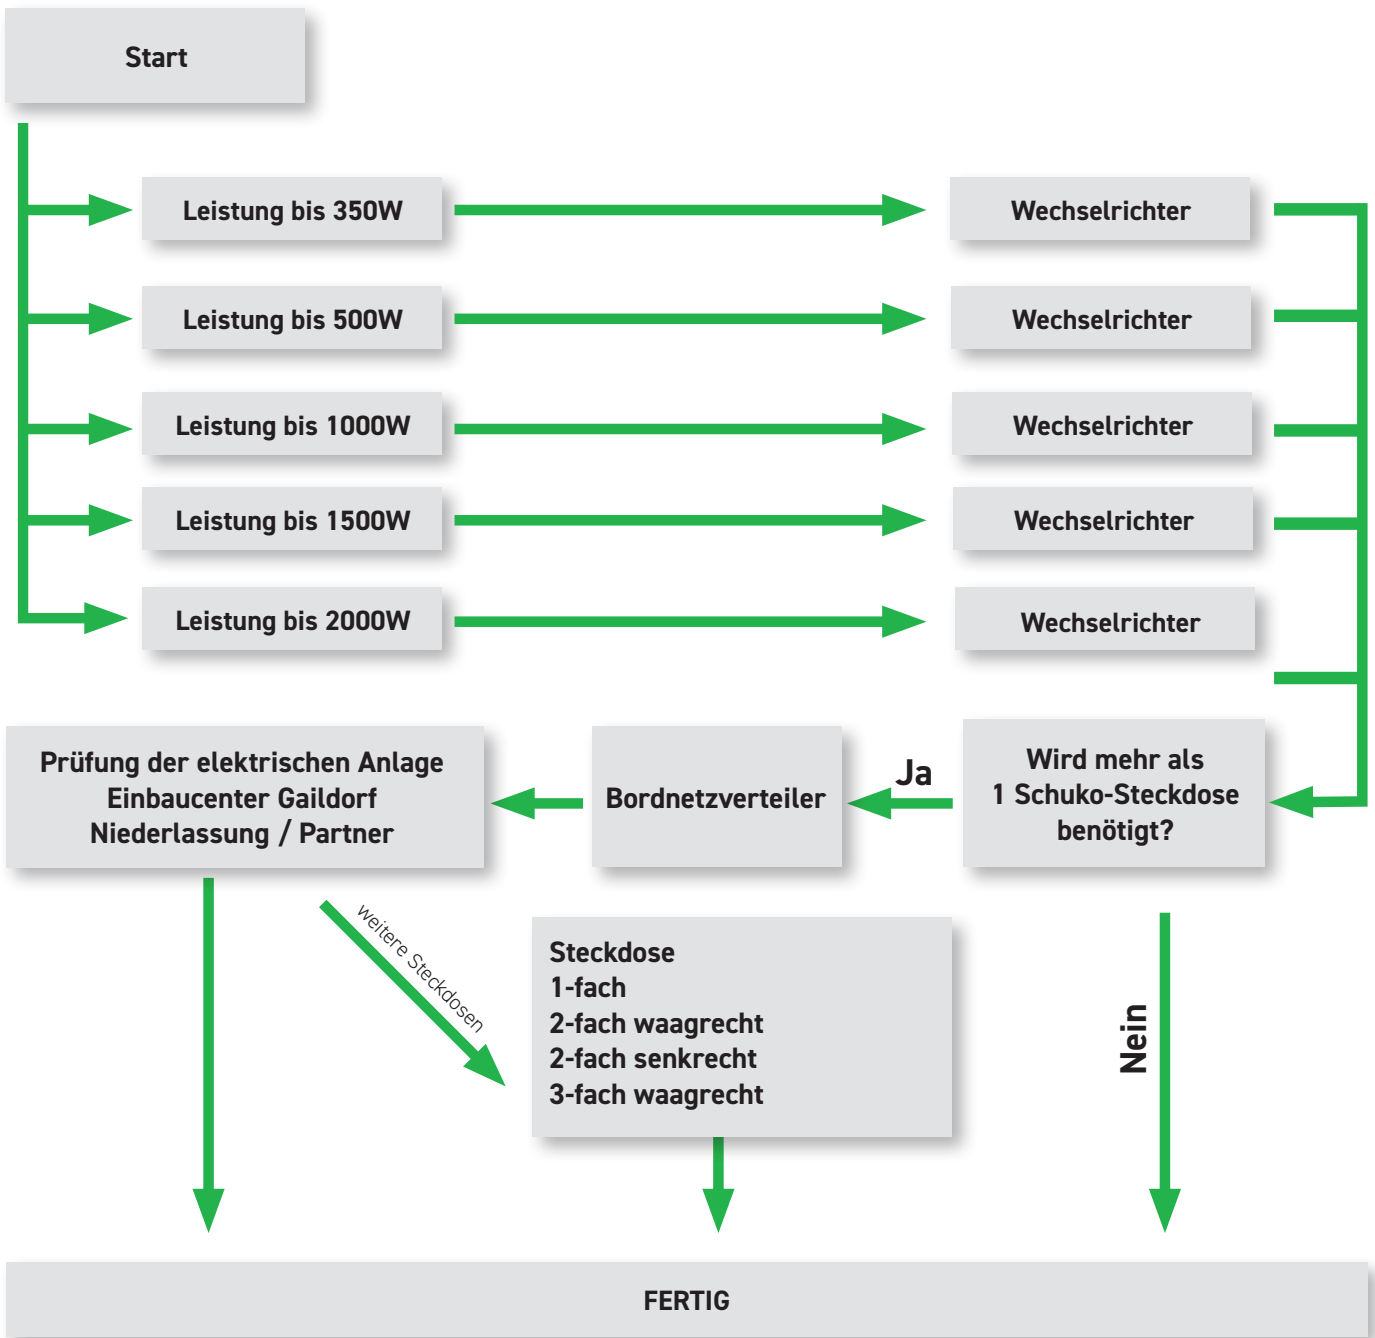 Start
Leistung bis 350W
Wechselrichter
Leistung bis 500W
Wechselrichter
Leistung bis 1000W
Wechselrichter
Leistung bis 1500W
Wechselrichter
Leistung bis 2000W
Wechselrichter
Prüfung der elektrischen Anlage
Einbaucenter Gaildorf
Niederlassung / Partner
Bordnetzverteiler
Ja
Wird mehr als
1 Schuko-Steckdose
benötigt?
weitere Steckdosen
Steckdose
1-fach
2-fach waagrecht
2-fach senkrecht
3-fach waagrecht
Nein
FERTIG